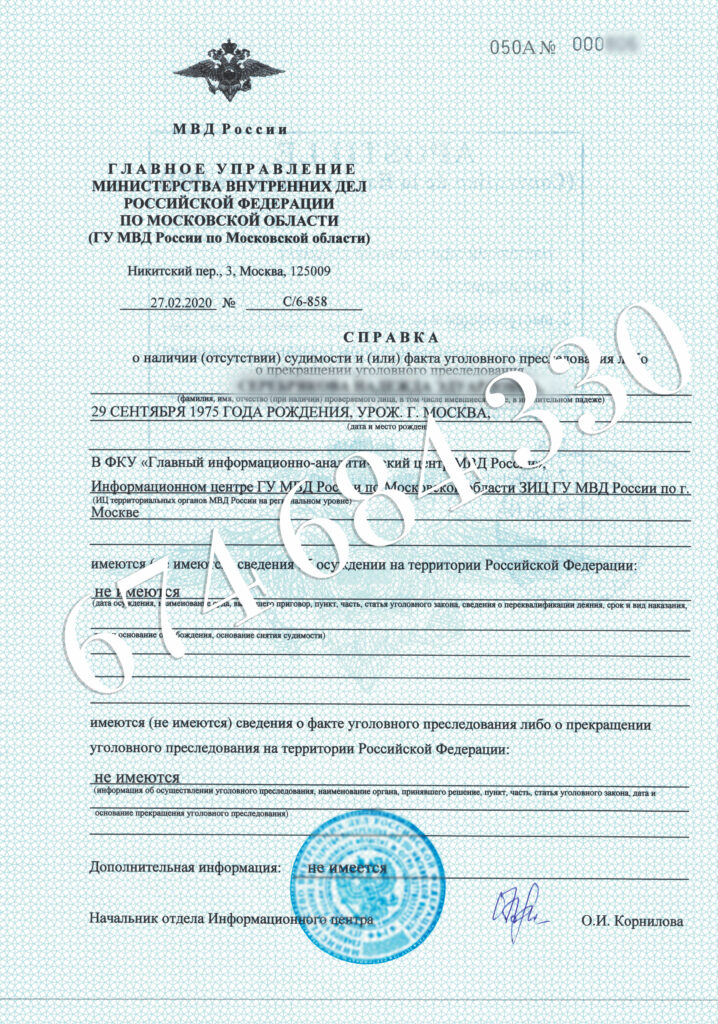 050А № 000
МВД России
ГЛАВНОЕ УПРАВЛЕНИЕ
МИНИСТЕРСТВА ВНУТРЕННИХ ДЕЛ
РОССИЙСКОЙ ФЕДЕРАЦИИ
ПО МОСКОВСКОЙ ОБЛАСТИ
(ГУ МВД России по Московской области)
Никитский пер., 3, Москва, 125009
27.02.2020 № С/6-858
СПРАВКА
о наличии (отсутствии) судимости и (или) факта уголовного преследования либо
о прекращении уголовного преследования
(фамилия, имя, отчество (при наличии) проверяемого лица, в том числе имевшиеся ранее, в именительном падеже)
29 СЕНТЯБРЯ 1975 ГОДА РОЖДЕНИЯ, УРОЖ. Г. МОСКВА,
(дата и место рождения)
В ФКУ «Главный информационно-аналитический центр МВД России»,
Информационном центре ГУ МВД России по Московской области ЗИЦ ГУ МВД России по г.
(ИЦ территориальных органов МВД России на региональном уровне)
Москве
имеются (не имеются) сведения об осуждении на территории Российской Федерации:
не имеются
(дата осуждения, наименование суда, вынесшего приговор, пункт, часть, статья уголовного закона, сведения о переквалификации деяния, срок и вид наказания,
основание освобождения, основание снятия судимости)
имеются (не имеются) сведения о факте уголовного преследования либо о прекращении
уголовного преследования на территории Российской Федерации:
не имеются
(информация об осуществлении уголовного преследования, наименование органа, принявшего решение, пункт, часть, статья уголовного закона, дата и
основание прекращения уголовного преследования)
Дополнительная информация: не имеется
Начальник отдела Информационного центра О.И. Корнилова
674 684 330